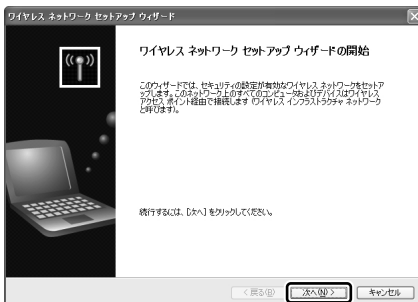 ワイヤレス ネットワーク セットアップ ウィザード
ワイヤレス ネットワーク セットアップ ウィザードの開始
このウィザードでは、セキュリティの設定が有効なワイヤレス ネットワークをセットア
ップします。このネットワーク上のすべてのコンピュータおよびデバイスはワイヤレス
アクセス ポイント経由で接続します (ワイヤレス インフラストラクチャ ネットワーク
と呼びます)。
続行するには、[次へ] をクリックしてください。
< 戻る(B) 次へ(N) > キャンセル